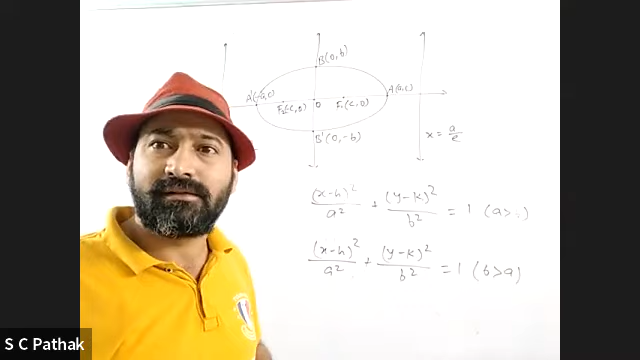 B(0, b)
A'(-a, 0) A(a, 0)
F₂(-c, 0) O F₁(c, 0)
B'(0, -b)
x = a/e
(x-h)²/a² + (y-k)²/b² = 1 (a>
(x-h)²/a² + (y-k)²/b² = 1 (b>a)
S C Pathak